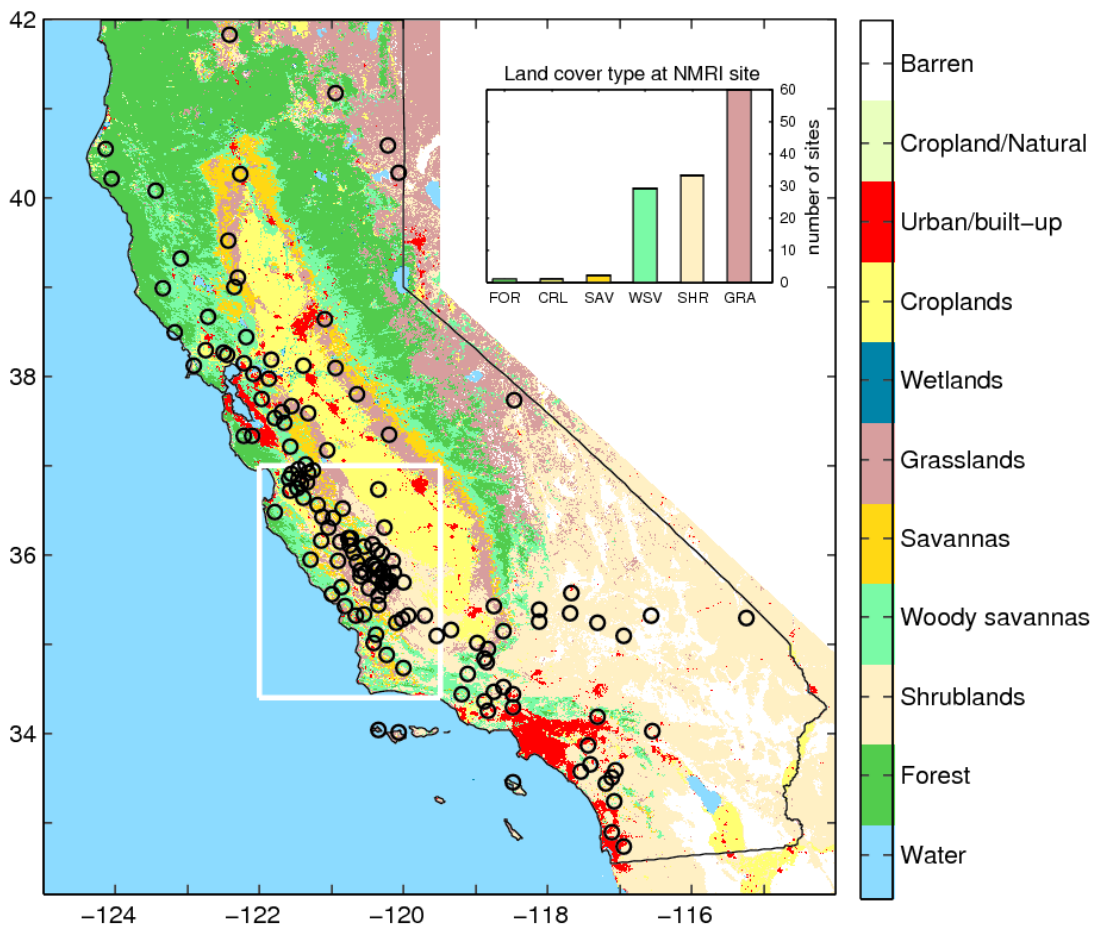 42
40
38
36
34
−124
−122
−120
−118
−116
Land cover type at NMRI site
60
50
40
30
20
10
0
number of sites
FOR
CRL
SAV
WSV
SHR
GRA
Barren
Cropland/Natural
Urban/built−up
Croplands
Wetlands
Grasslands
Savannas
Woody savannas
Shrublands
Forest
Water